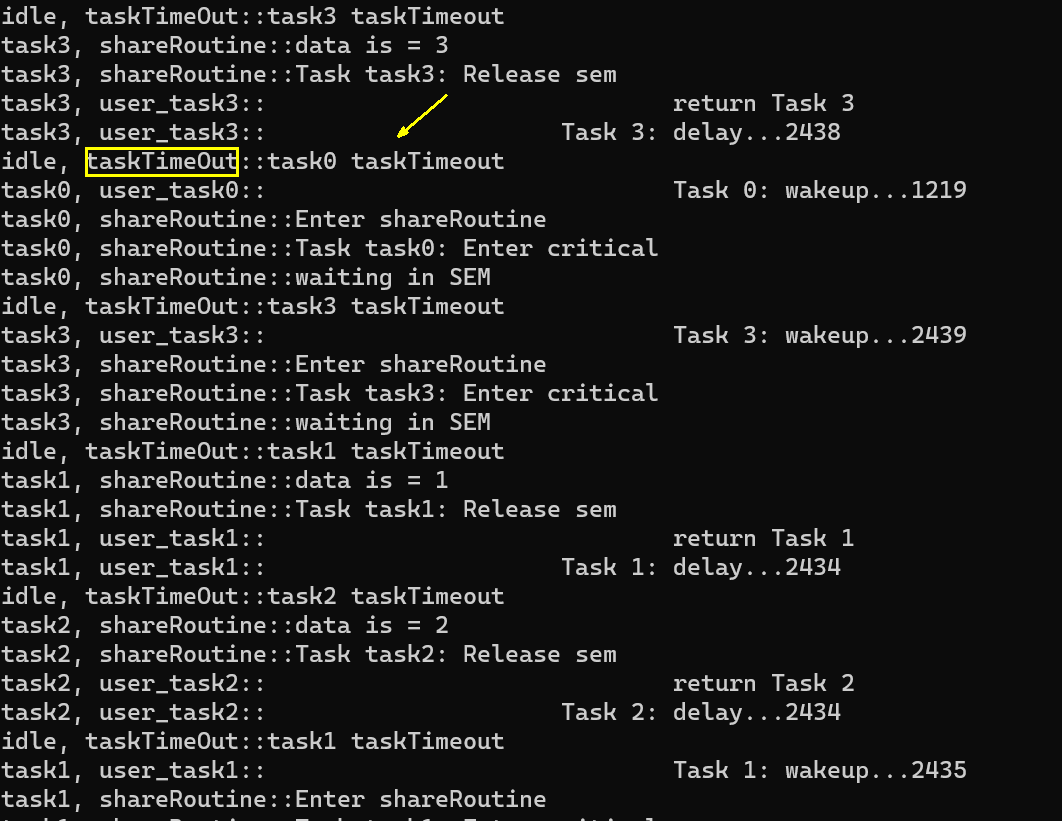 idle, taskTimeOut::task3 taskTimeout
task3, shareRoutine::data is = 3
task3, shareRoutine::Task task3: Release sem
task3, user_task3:: return Task 3
task3, user_task3:: Task 3: delay...2438
idle, taskTimeOut::task0 taskTimeout
task0, user_task0:: Task 0: wakeup...1219
task0, shareRoutine::Enter shareRoutine
task0, shareRoutine::Task task0: Enter critical
task0, shareRoutine::waiting in SEM
idle, taskTimeOut::task3 taskTimeout
task3, user_task3:: Task 3: wakeup...2439
task3, shareRoutine::Enter shareRoutine
task3, shareRoutine::Task task3: Enter critical
task3, shareRoutine::waiting in SEM
idle, taskTimeOut::task1 taskTimeout
task1, shareRoutine::data is = 1
task1, shareRoutine::Task task1: Release sem
task1, user_task1:: return Task 1
task1, user_task1:: Task 1: delay...2434
idle, taskTimeOut::task2 taskTimeout
task2, shareRoutine::data is = 2
task2, shareRoutine::Task task2: Release sem
task2, user_task2:: return Task 2
task2, user_task2:: Task 2: delay...2434
idle, taskTimeOut::task1 taskTimeout
task1, user_task1:: Task 1: wakeup...2435
task1, shareRoutine::Enter shareRoutine